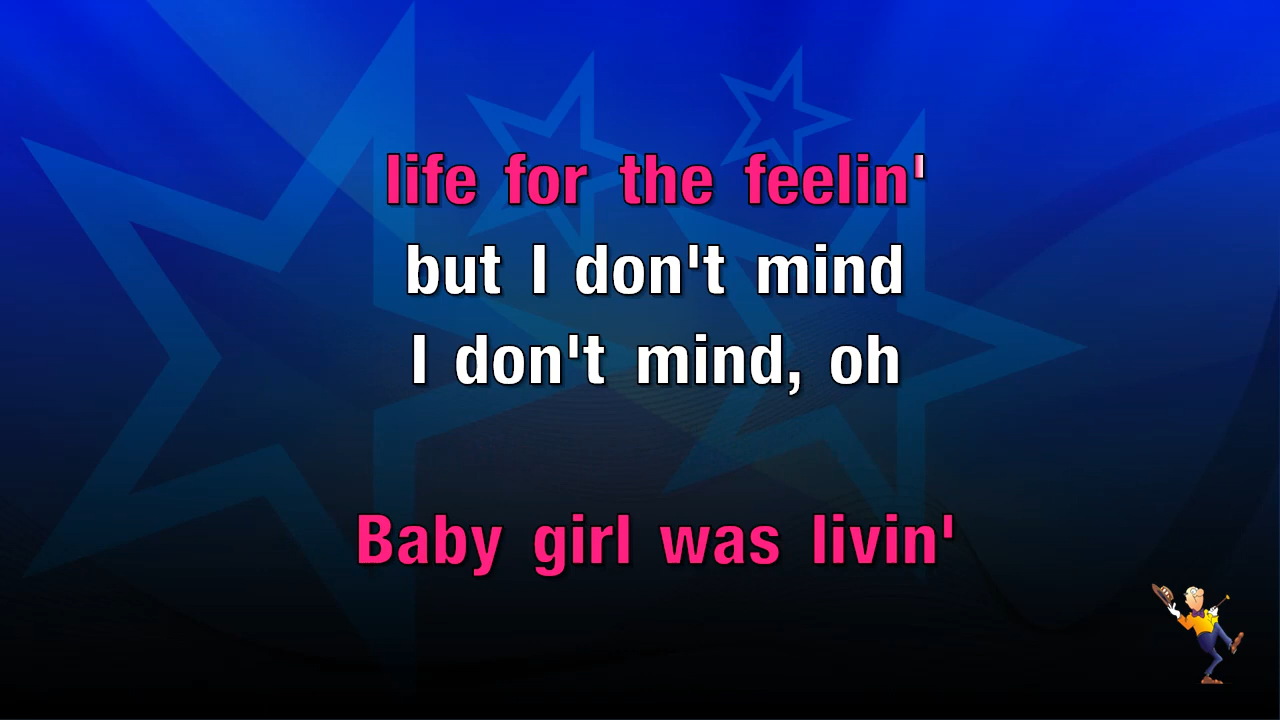 life for the feelin'
but I don't mind
I don't mind, oh
Baby girl was livin'